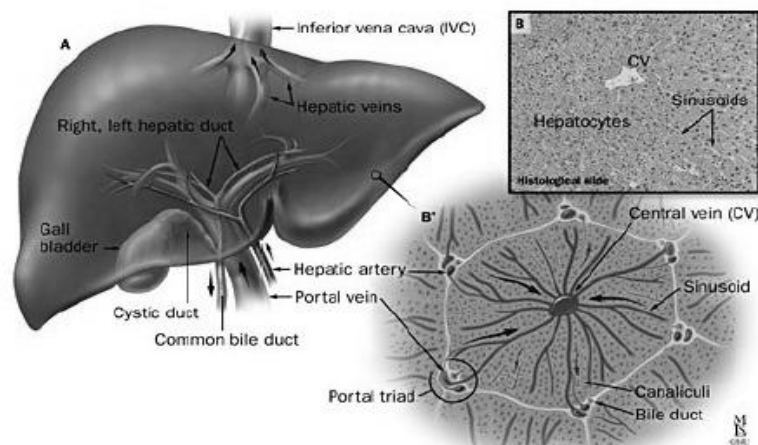 A
Inferior vena cava (IVC)
Hepatic veins
Right, left hepatic duct
Gall
bladder
Cystic duct
Common bile duct
Hepatic artery
Portal vein
Portal triad
B
CV
Sinusoids
Hepatocytes
Histological slide
B'
Central vein (CV)
Sinusoid
Canaliculi
Bile duct